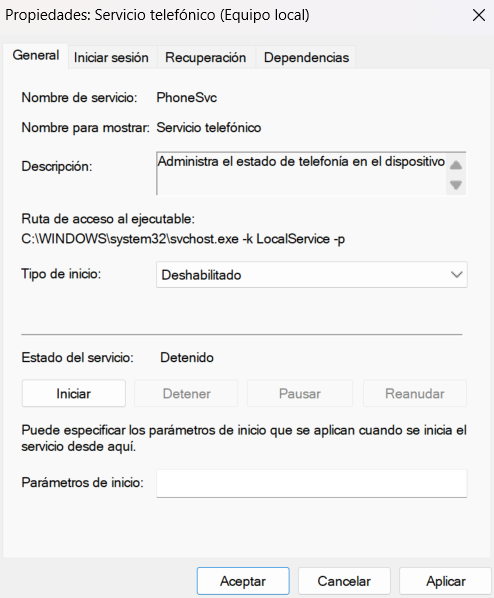 Propiedades: Servicio telefónico (Equipo local)
General Iniciar sesión Recuperación Dependencias
Nombre de servicio: PhoneSvc
Nombre para mostrar: Servicio telefónico
Descripción: Administra el estado de telefonía en el dispositivo
Ruta de acceso al ejecutable:
C:\WINDOWS\system32\svchost.exe -k LocalService -p
Tipo de inicio: Deshabilitado
Estado del servicio: Detenido
Iniciar Detener Pausar Reanudar
Puede especificar los parámetros de inicio que se aplican cuando se inicia el
servicio desde aquí.
Parámetros de inicio:
Aceptar Cancelar Aplicar